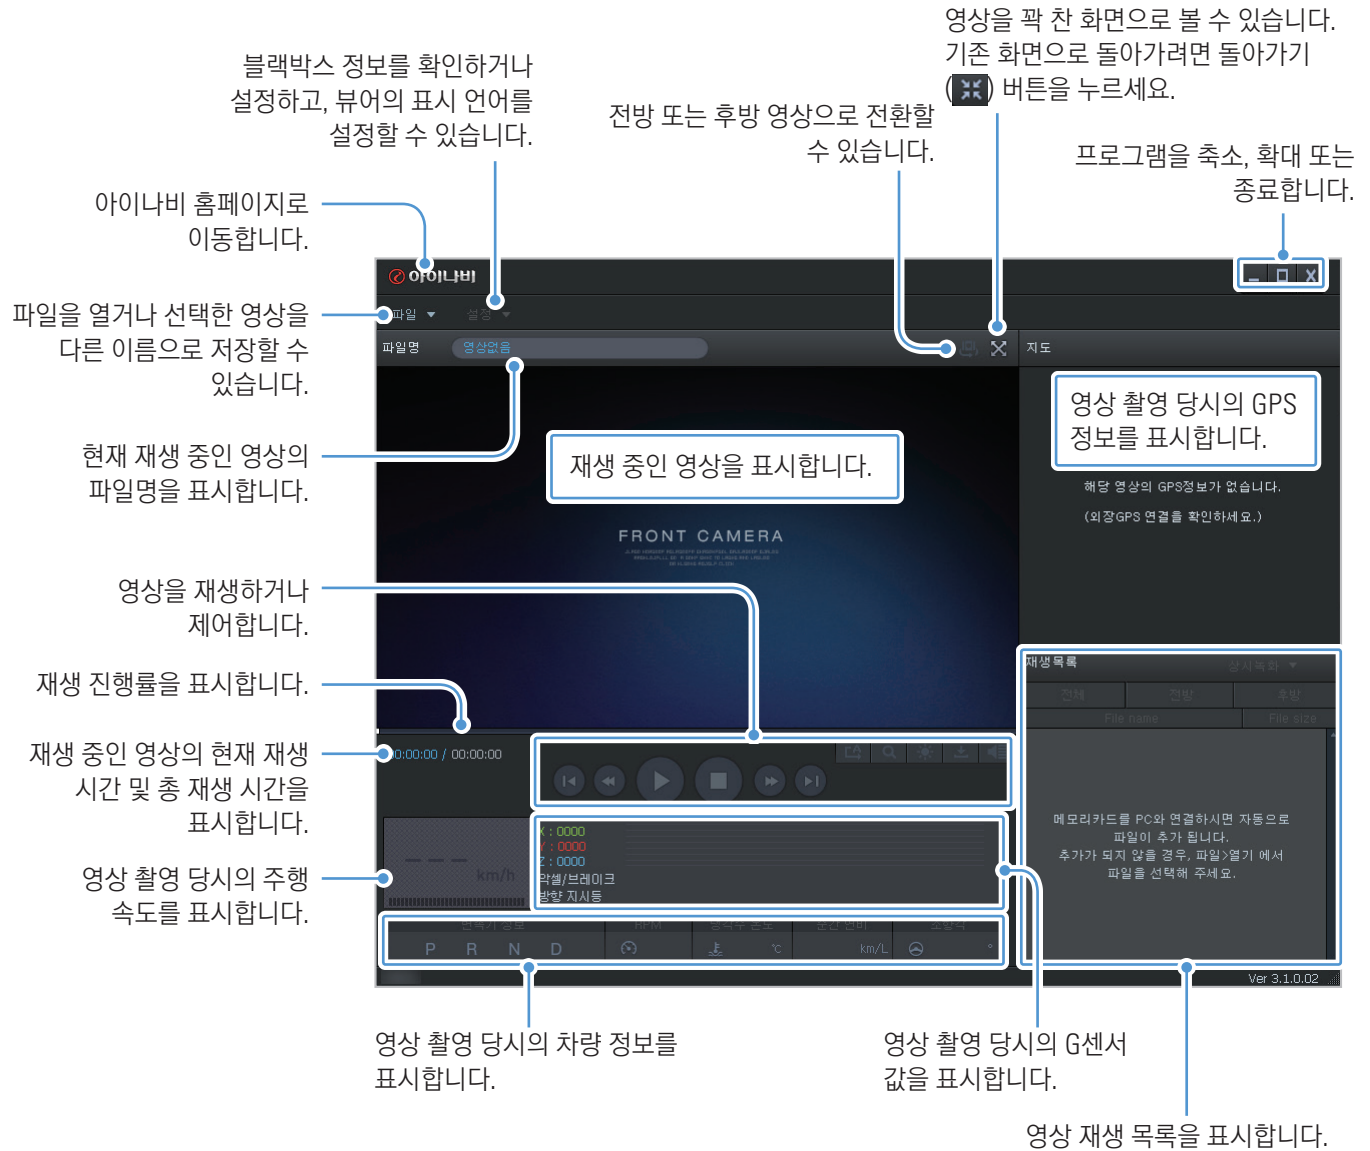 영상을 꽉 찬 화면으로 볼 수 있습니다.
기존 화면으로 돌아가려면 돌아가기
( ) 버튼을 누르세요.
블랙박스 정보를 확인하거나
설정하고, 뷰어의 표시 언어를
설정할 수 있습니다.
전방 또는 후방 영상으로 전환할
수 있습니다.
프로그램을 축소, 확대 또는
종료합니다.
아이나비 홈페이지로
이동합니다.
아이나비
파일을 열거나 선택한 영상을
다른 이름으로 저장할 수
있습니다.
파일
설정
파일명
영상없음
지도
영상 촬영 당시의 GPS
정보를 표시합니다.
현재 재생 중인 영상의
파일명을 표시합니다.
재생 중인 영상을 표시합니다.
해당 영상의 GPS정보가 없습니다.
(외장GPS 연결을 확인하세요.)
FRONT CAMERA
영상을 재생하거나
제어합니다.
재생 진행률을 표시합니다.
재생목록
상시녹화
전체
전방
후방
File name
File size
재생 중인 영상의 현재 재생
시간 및 총 재생 시간을
표시합니다.
00:00:00 / 00:00:00
메모리카드를 PC와 연결하시면 자동으로
파일이 추가 됩니다.
추가가 되지 않을 경우, 파일>열기 에서
파일을 선택해 주세요.
영상 촬영 당시의 주행
속도를 표시합니다.
km/h
X : 0000
Y : 0000
Z : 0000
악셀/브레이크
방향 지시등
변속기 정보
RPM
냉각수 온도
순간 연비
조향각
P R N D
℃
km/L
°
Ver 3.1.0.02
영상 촬영 당시의 차량 정보를
표시합니다.
영상 촬영 당시의 G센서
값을 표시합니다.
영상 재생 목록을 표시합니다.